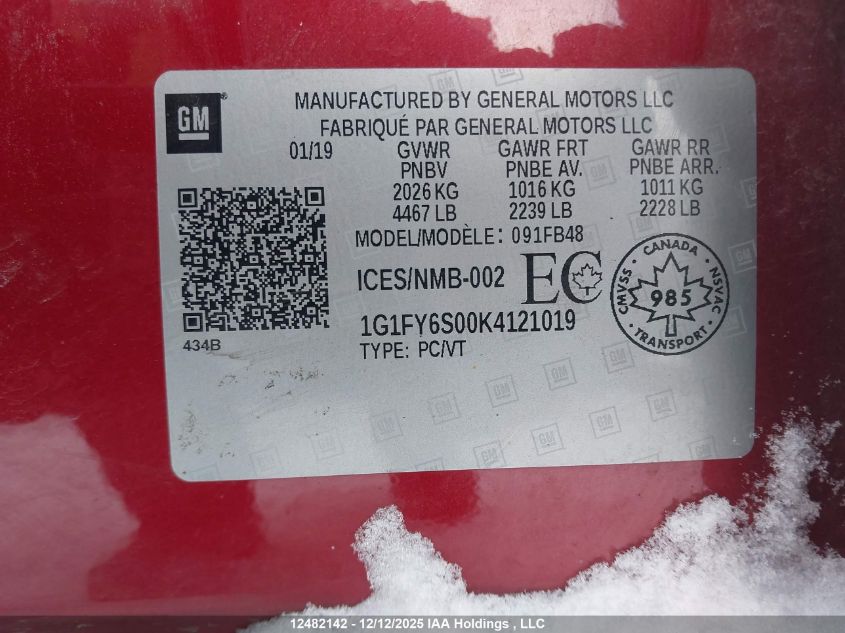 GM
MANUFACTURED BY GENERAL MOTORS LLC
FABRIQUÉ PAR GENERAL MOTORS LLC
01/19 GVWR GAWR FRT GAWR RR
PNBV PNBE AV. PNBE ARR.
2026 KG 1016 KG 1011 KG
4467 LB 2239 LB 2228 LB
MODEL/MODÈLE: 091FB48
ICES/NMB-002 EC
CANADA
CMVSS 985 NSVAC
TRANSPORT
1G1FY6S00K4121019
434B
TYPE: PC/VT
12482142 - 12/12/2025 IAA Holdings , LLC